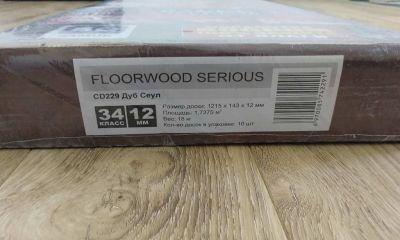 FLOORWOOD SERIOUS
CD229 Дуб Сеул
34 КЛАСС 12 ММ
Размер доски: 1215 х 143 х 12 мм
Площадь: 1,7375 м²
Вес: 18 кг
Кол-во досок в упаковке: 10 шт